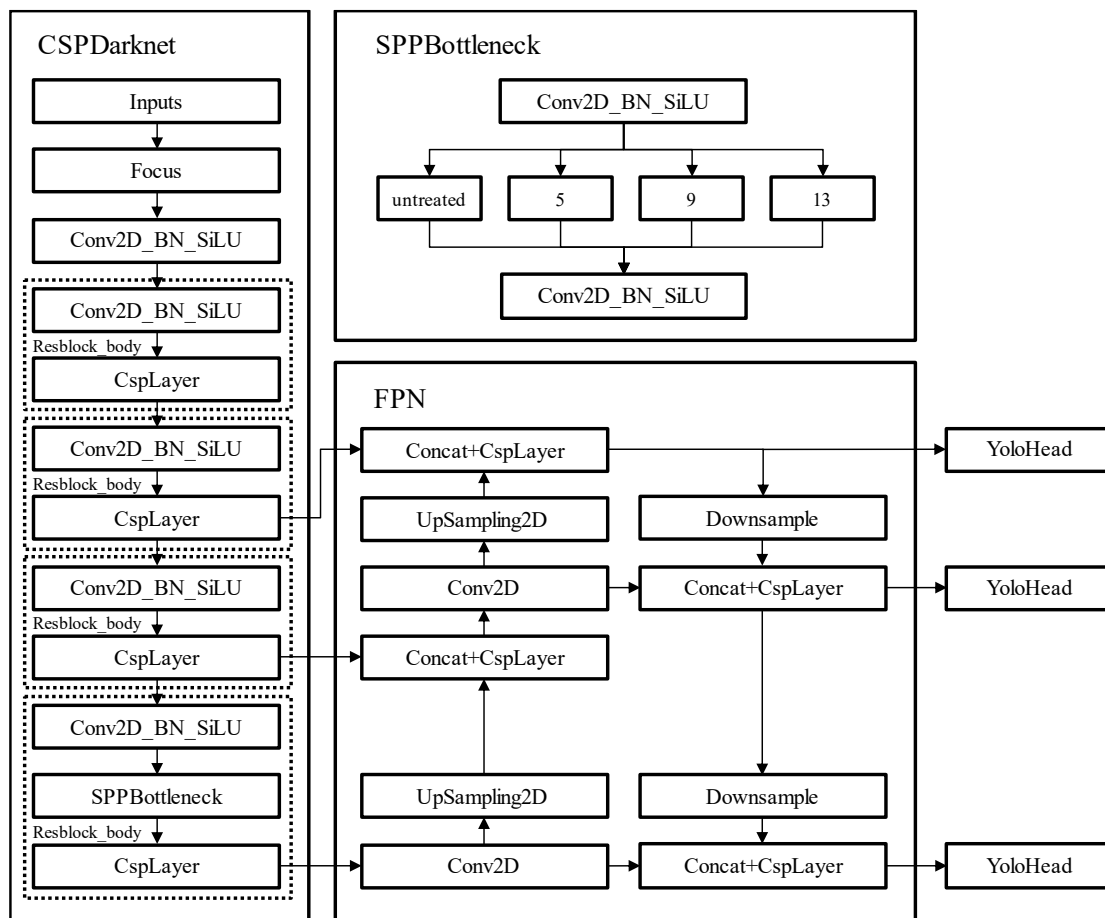 CSPDarknet
Inputs
Focus
Conv2D_BN_SiLU
Conv2D_BN_SiLU
Resblock_body
CspLayer
Conv2D_BN_SiLU
Resblock_body
CspLayer
Conv2D_BN_SiLU
Resblock_body
CspLayer
Conv2D_BN_SiLU
SPPBottleneck
Resblock_body
CspLayer
SPPBottleneck
Conv2D_BN_SiLU
untreated
5
9
13
Conv2D_BN_SiLU
FPN
Concat+CspLayer
UpSampling2D
Conv2D
Concat+CspLayer
UpSampling2D
Conv2D
Downsample
Concat+CspLayer
Downsample
Concat+CspLayer
YoloHead
YoloHead
YoloHead